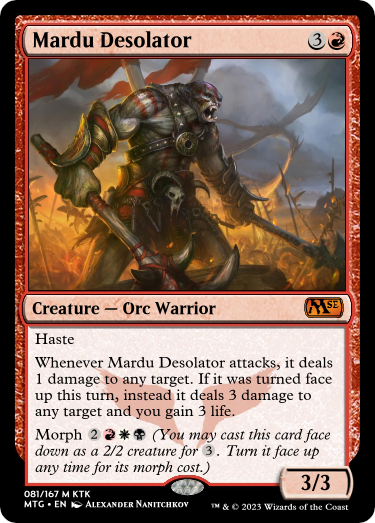 Mardu Desolator 3
Creature — Orc Warrior
MSE
Haste
Whenever Mardu Desolator attacks, it deals
1 damage to any target. If it was turned face
up this turn, instead it deals 3 damage to
any target and you gain 3 life.
Morph 2 (You may cast this card face
down as a 2/2 creature for 3. Turn it face up
any time for its morph cost.)
3/3
081/167 M KTK
MTG • EN Alexander Nanitchkov
™ & © 2023 Wizards of the Coast